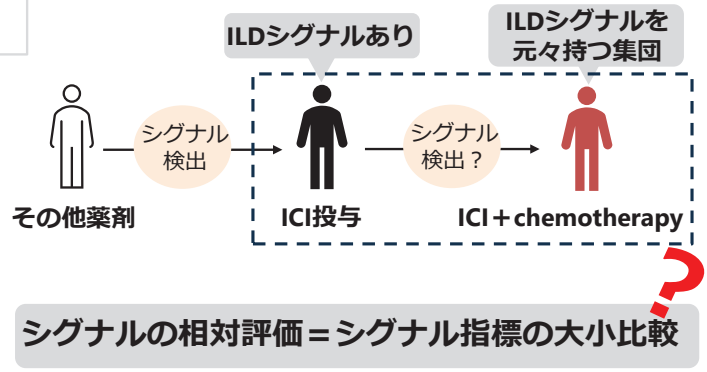 ILDシグナルあり
ILDシグナルを
元々持つ集団
シグナル
検出
シグナル
検出？
その他薬剤
ICI投与
ICI＋chemotherapy
?
シグナルの相対評価＝シグナル指標の大小比較